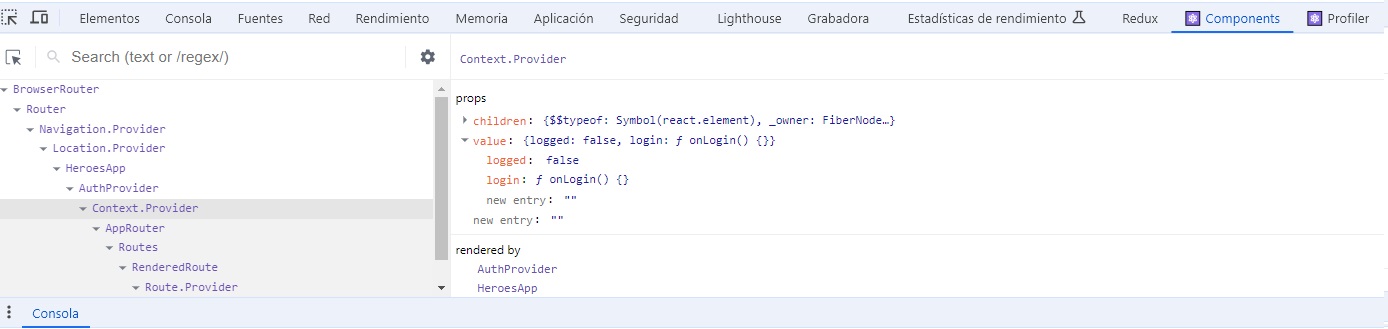 Elementos Consola Fuentes Red Rendimiento Memoria Aplicación Seguridad Lighthouse Grabadora Estadísticas de rendimiento Redux Components Profiler
Search (text or /regex/)
BrowserRouter
Router
Navigation.Provider
Location.Provider
HeroesApp
AuthProvider
Context.Provider
AppRouter
Routes
RenderedRoute
Route.Provider
Context.Provider
props
children: {$$typeof: Symbol(react.element), _owner: FiberNode…}
value: {logged: false, login: ƒ onLogin() {}}
logged: false
login: ƒ onLogin() {}
new entry: ""
new entry: ""
rendered by
AuthProvider
HeroesApp
Consola